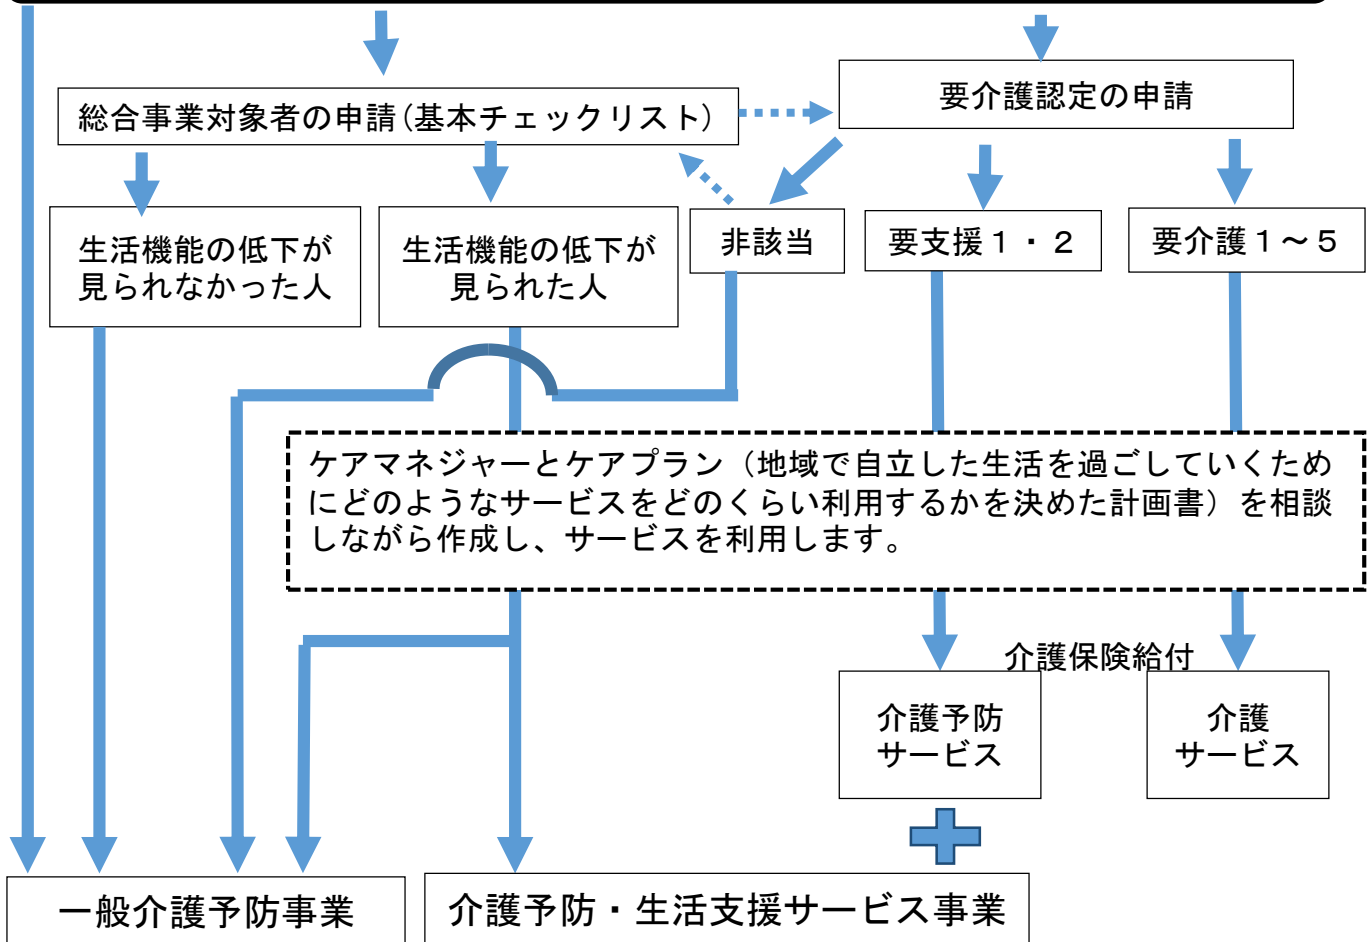 総合事業対象者の申請(基本チェックリスト)
要介護認定の申請
生活機能の低下が
見られなかった人
生活機能の低下が
見られた人
非該当
要支援１・２
要介護１～５
ケアマネジャーとケアプラン（地域で自立した生活を過ごしていくため
にどのようなサービスをどのくらい利用するかを決めた計画書）を相談
しながら作成し、サービスを利用します。
介護保険給付
介護予防
サービス
介護
サービス
一般介護予防事業
介護予防・生活支援サービス事業